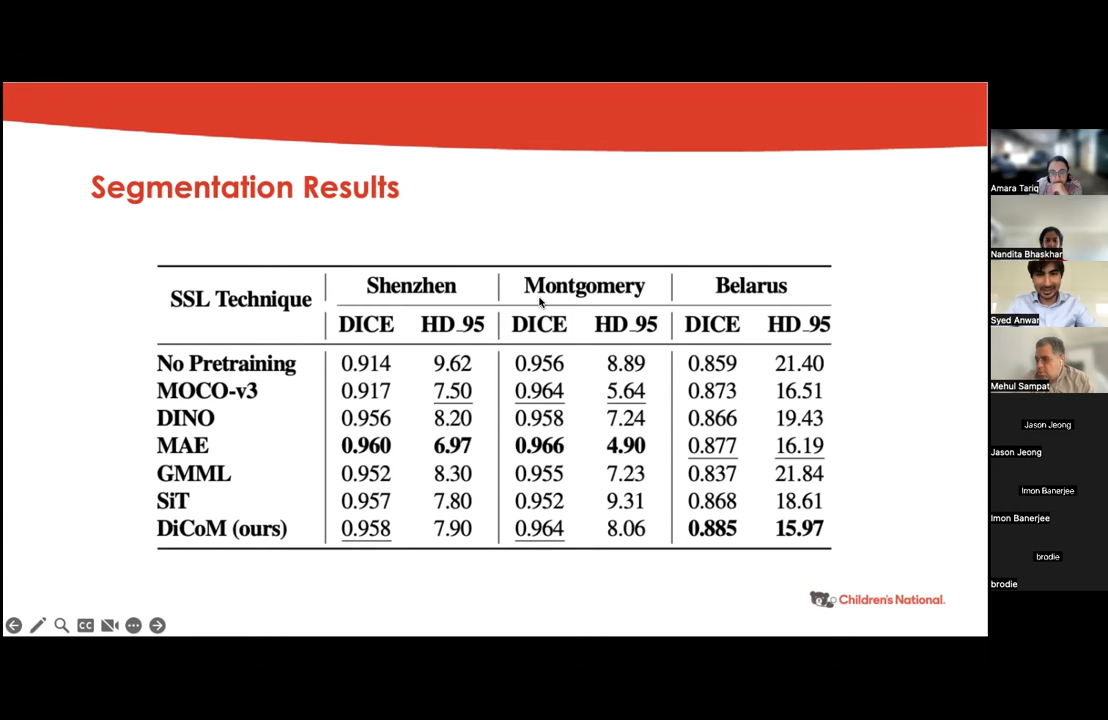 Segmentation Results
SSL Technique Shenzhen Montgomery Belarus
DICE HD_95 DICE HD_95 DICE HD_95
No Pretraining 0.914 9.62 0.956 8.89 0.859 21.40
MOCO-v3 0.917 7.50 0.964 5.64 0.873 16.51
DINO 0.956 8.20 0.958 7.24 0.866 19.43
MAE 0.960 6.97 0.966 4.90 0.877 16.19
GMML 0.952 8.30 0.955 7.23 0.837 21.84
SiT 0.957 7.80 0.952 9.31 0.868 18.61
DiCoM (ours) 0.958 7.90 0.964 8.06 0.885 15.97
Children's National.
CC
Amara Tariq
Nandita Bhaskhar
Syed Anwar
Mehul Sampat
Jason Jeong
Jason Jeong
Imon Banerjee
Imon Banerjee
brodie
brodie